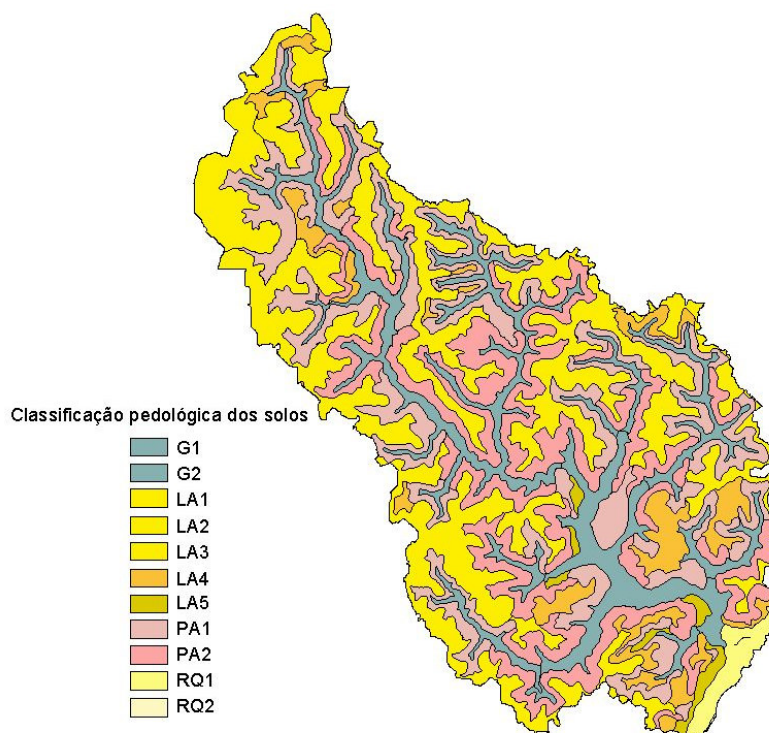 Classificação pedológica dos solos
G1
G2
LA1
LA2
LA3
LA4
LA5
PA1
PA2
RQ1
RQ2